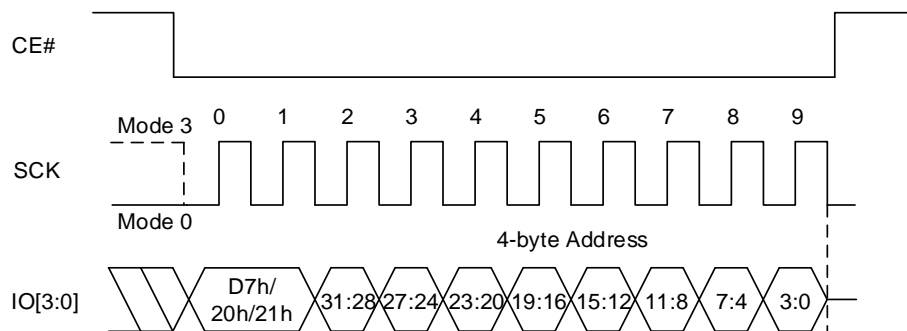 CE#
0 1 2 3 4 5 6 7 8 9
Mode 3
SCK
Mode 0
4-byte Address
IO[3:0]
D7h/
20h/21h
31:28 27:24 23:20 19:16 15:12 11:8 7:4 3:0